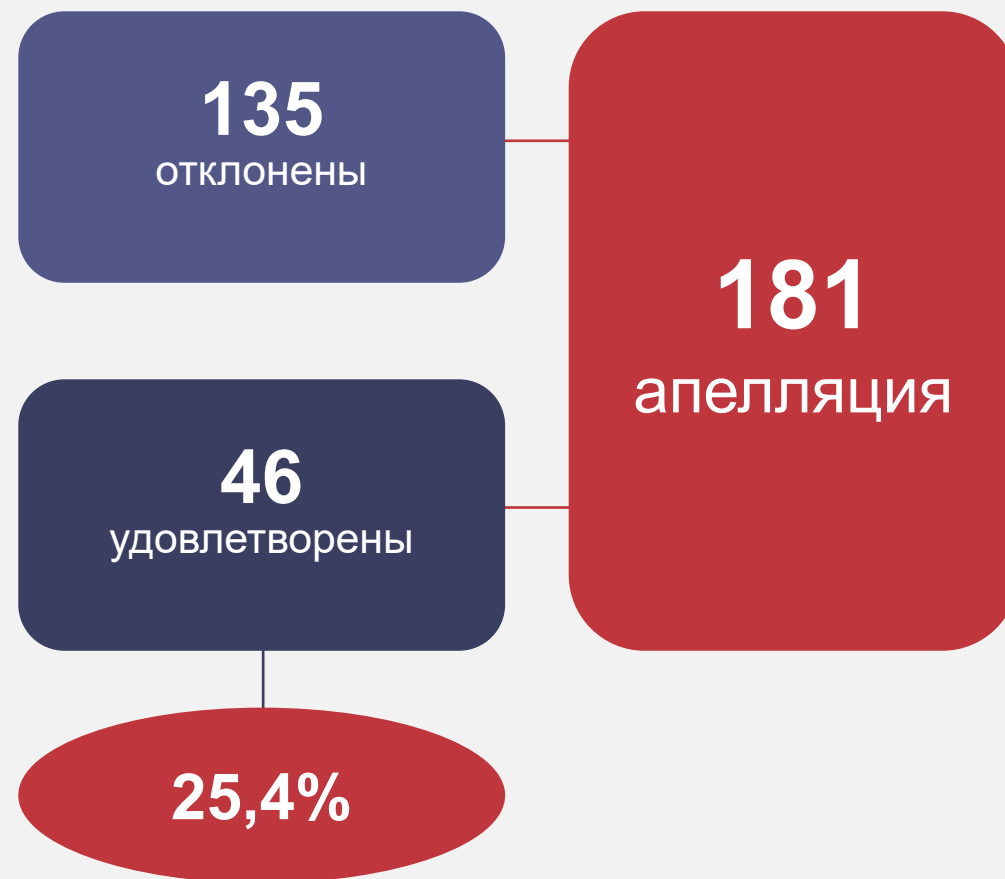 135
отклонены
181
апелляция
46
удовлетворены
25,4%